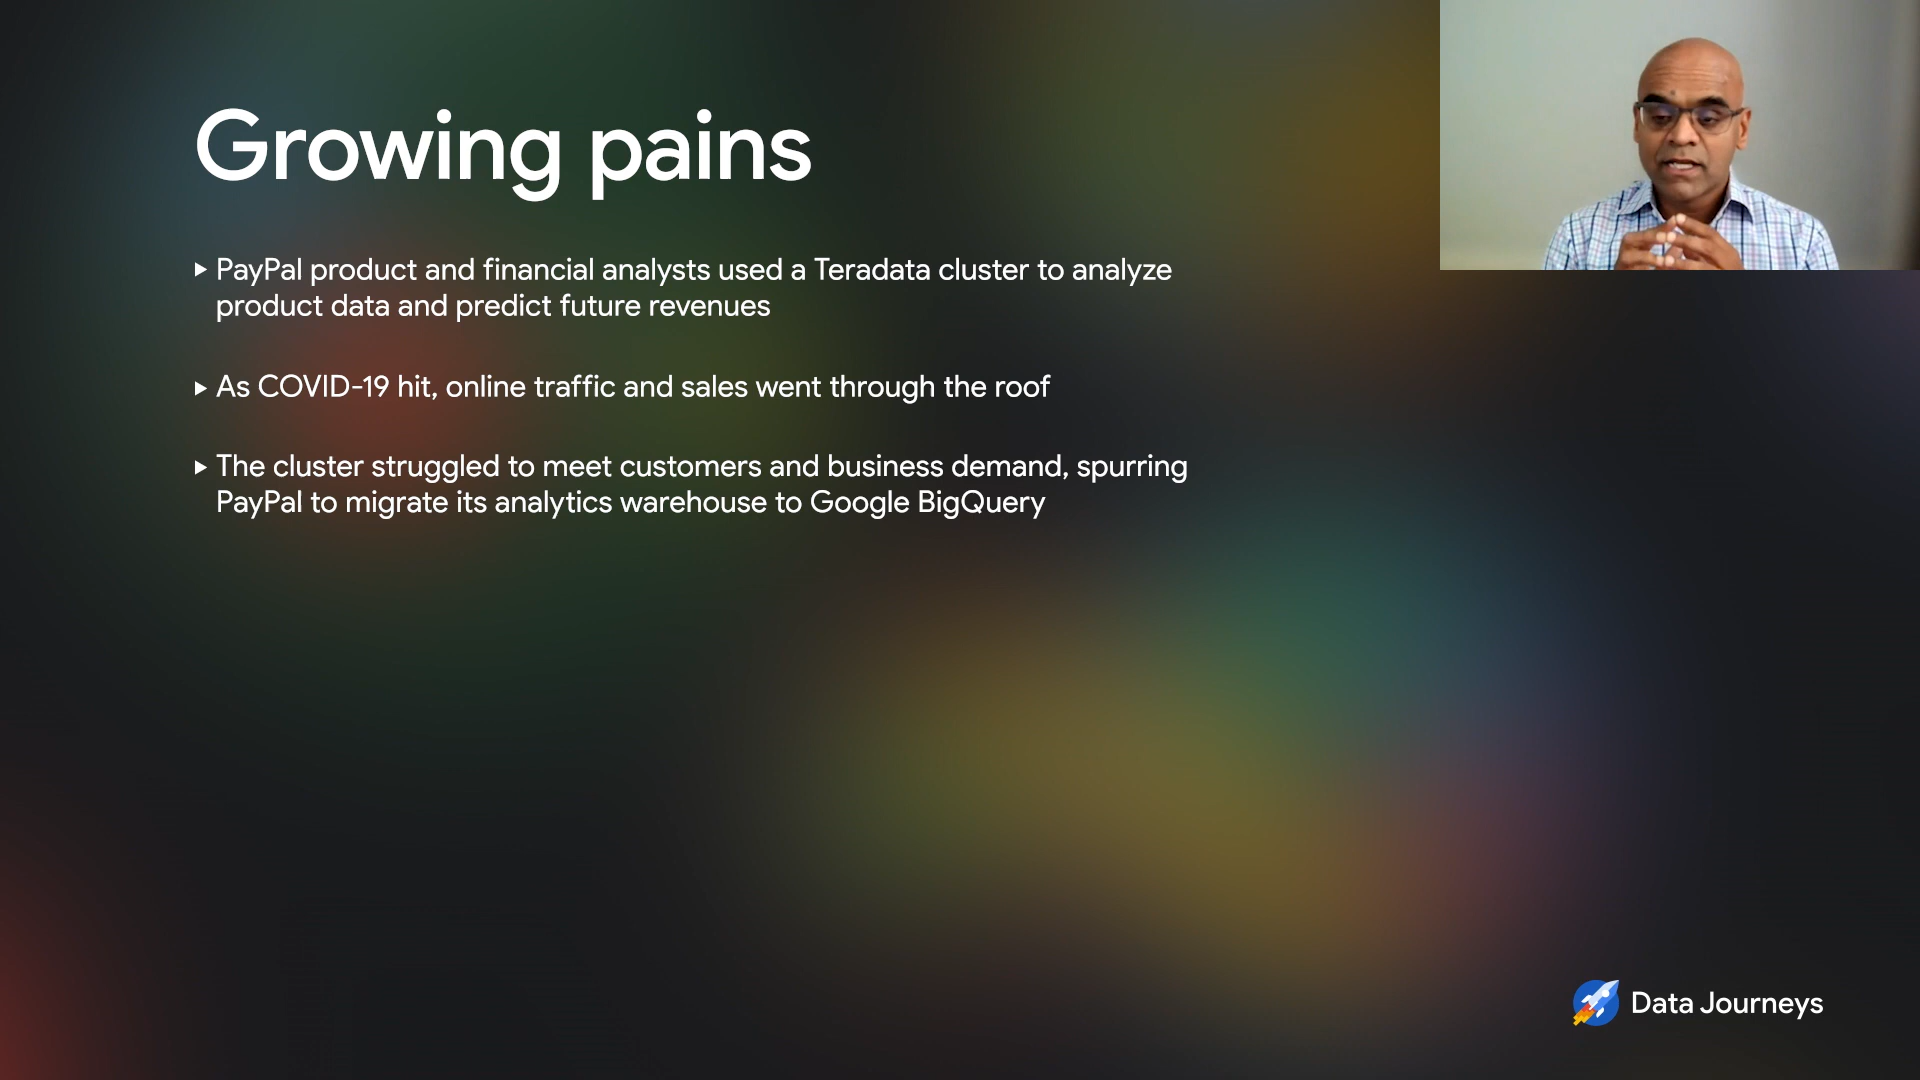 Growing pains
PayPal product and financial analysts used a Teradata cluster to analyze
product data and predict future revenues
As COVID-19 hit, online traffic and sales went through the roof
The cluster struggled to meet customers and business demand, spurring
PayPal to migrate its analytics warehouse to Google BigQuery
Data Journeys